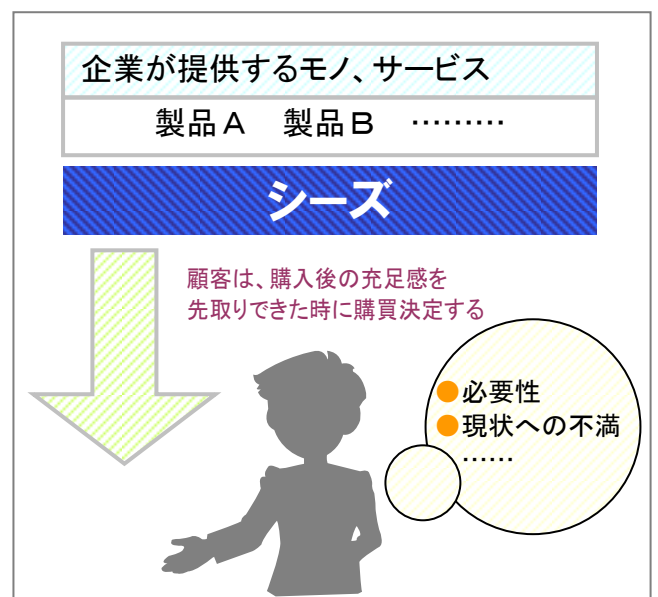 企業が提供するモノ、サービス
製品A　製品B　………
シーズ
顧客は、購入後の充足感を
先取りできた時に購買決定する
●必要性
●現状への不満
……